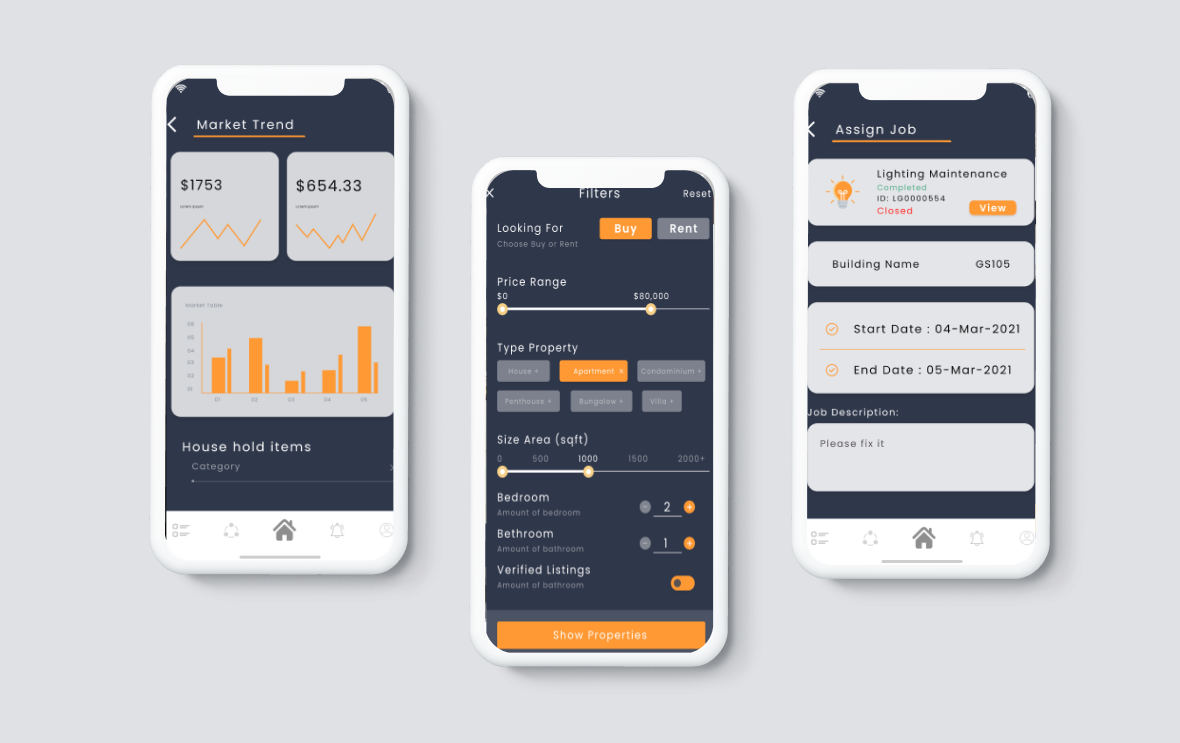 Market Trend
$1753
$654.33
Lorem ipsum
Lorem ipsum
Market Table
06
05
04
03
02
01
01 02 03 04 05
House hold items
Category
Filters
Reset
Looking For
Buy
Rent
Choose Buy or Rent
Price Range
$0
$80,000
Type Property
House +
Apartment ×
Condominium +
Penthouse +
Bungalow +
Villa +
Size Area (sqft)
0 500 1000 1500 2000+
Bedroom
Amount of bedroom
- 2 +
Bethroom
Amount of bathroom
- 1 +
Verified Listings
Amount of bathroom
Show Properties
Assign Job
Lighting Maintenance
Completed
ID: LG0000554
Closed
View
Building Name
GS105
Start Date : 04-Mar-2021
End Date : 05-Mar-2021
Job Description:
Please fix it